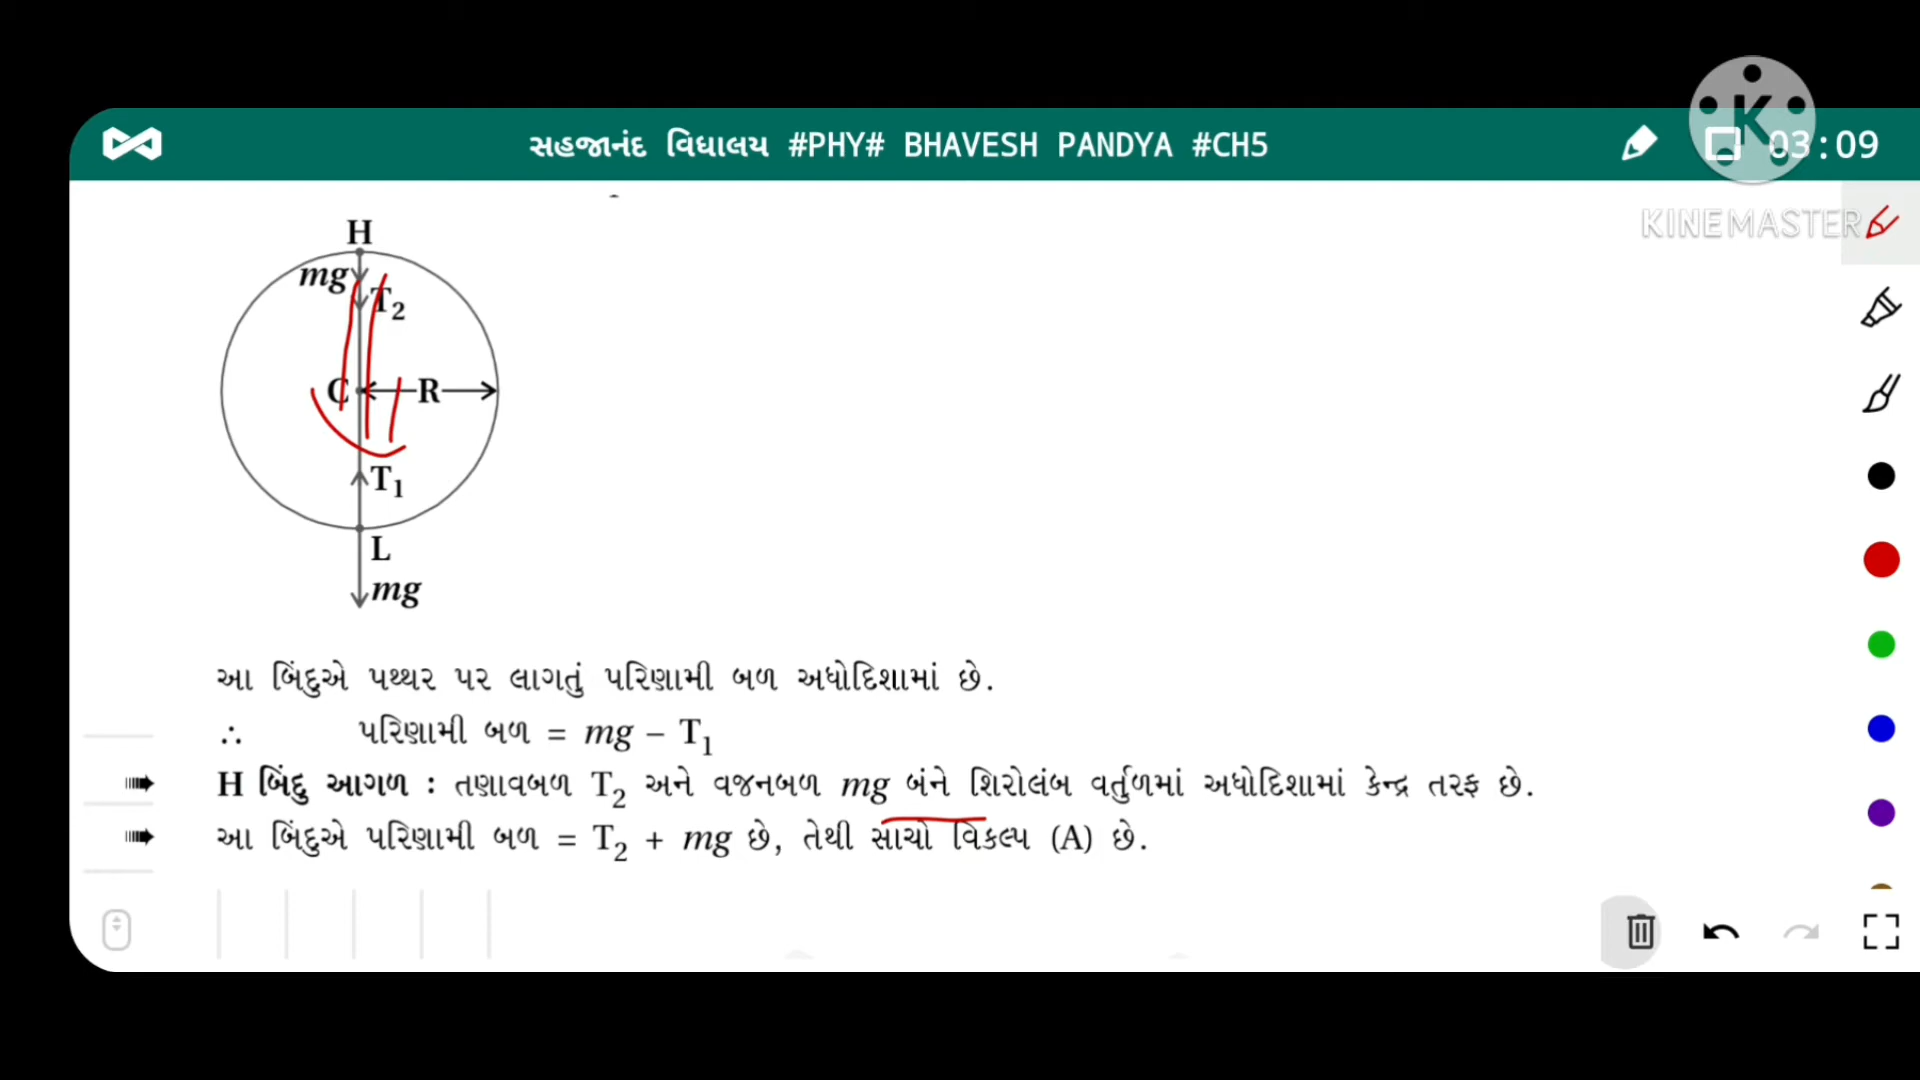 સહજાનંદ વિધાલય #PHY# BHAVESH PANDYA #CH5
03:09
K
KINEMASTER
H
mg
T2
C
R
T1
L
mg
આ બિંદુએ પથ્થર પર લાગતું પરિણામી બળ અધોદિશામાં છે.
∴ પરિણામી બળ = mg – T1
➠ H બિંદુ આગળ : તણાવબળ T2 અને વજનબળ mg બંને શિરોલંબ વર્તુળમાં અધોદિશામાં કેન્દ્ર તરફ છે.
➠ આ બિંદુએ પરિણામી બળ = T2 + mg છે, તેથી સાચો વિકલ્પ (A) છે.